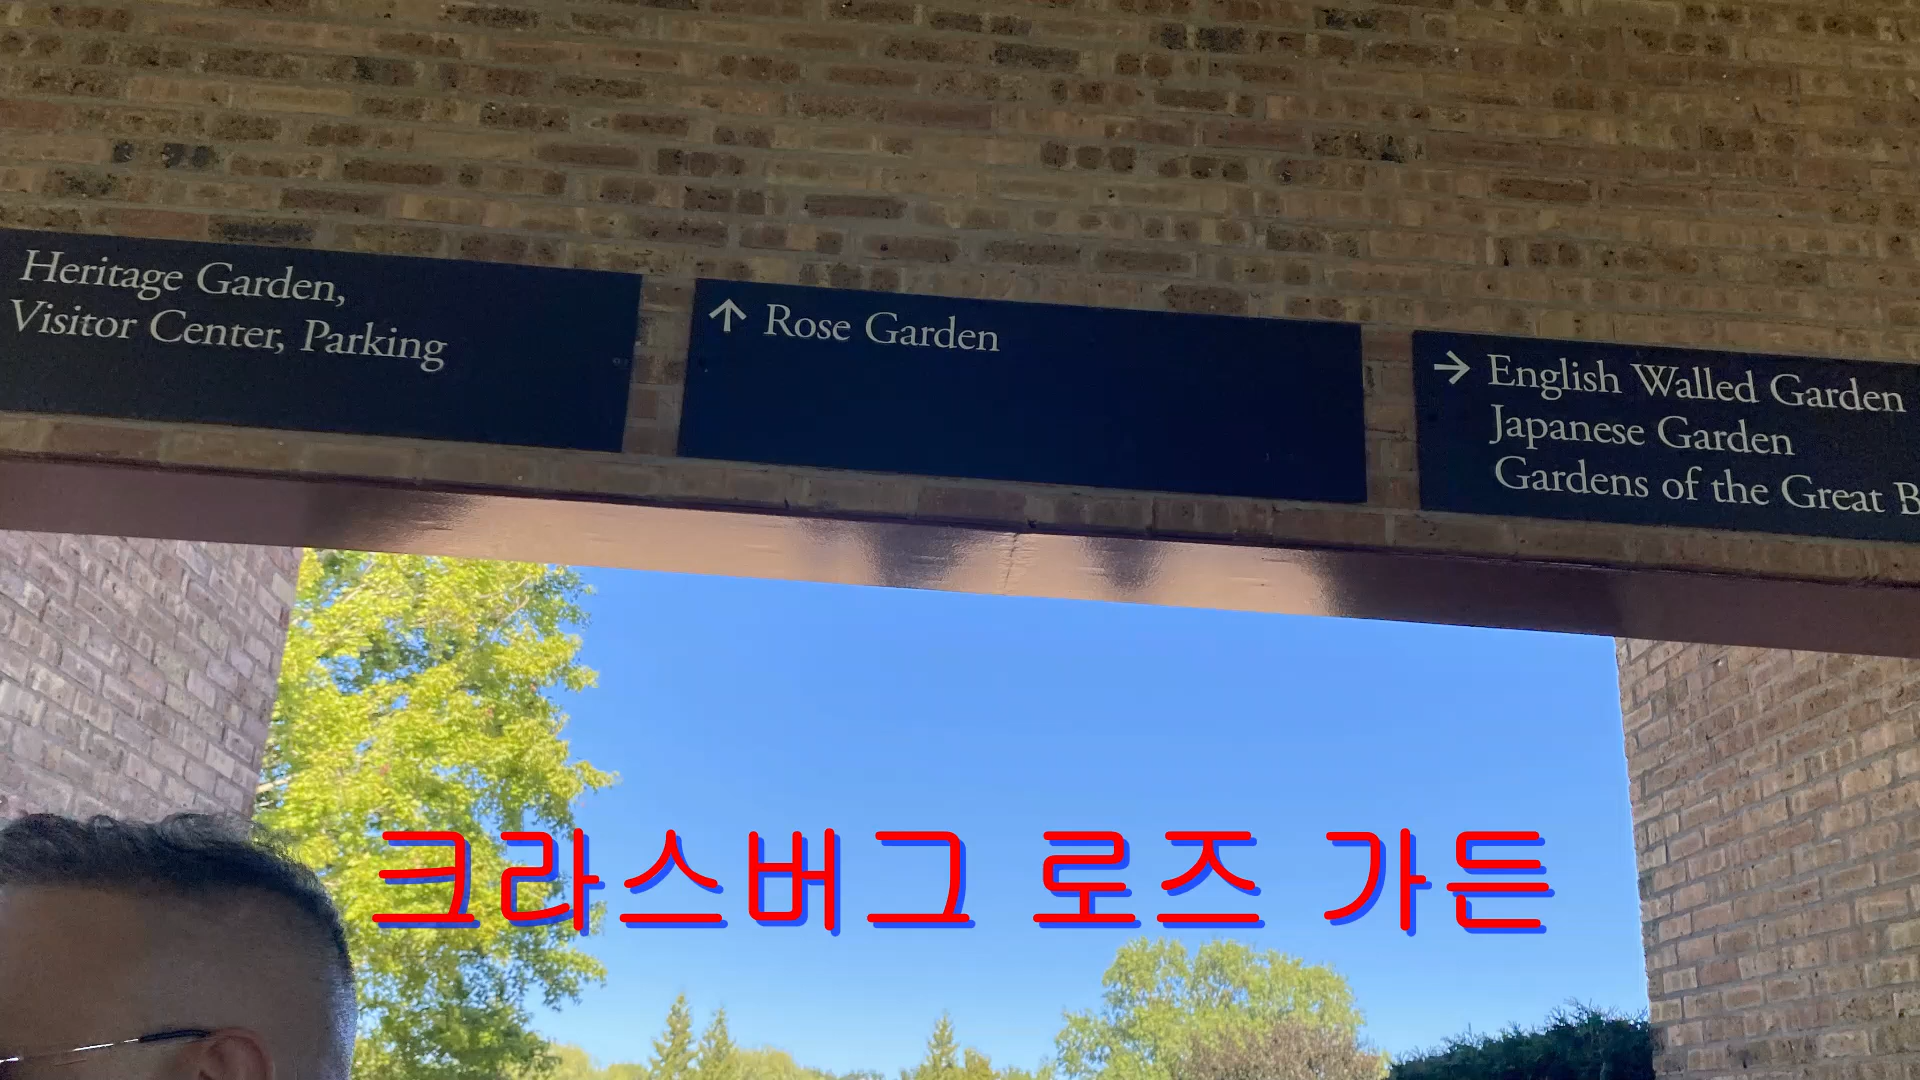 Heritage Garden,
Visitor Center, Parking
↑ Rose Garden
→ English Walled Garden
Japanese Garden
Gardens of the Great
크라스버그 로즈 가든